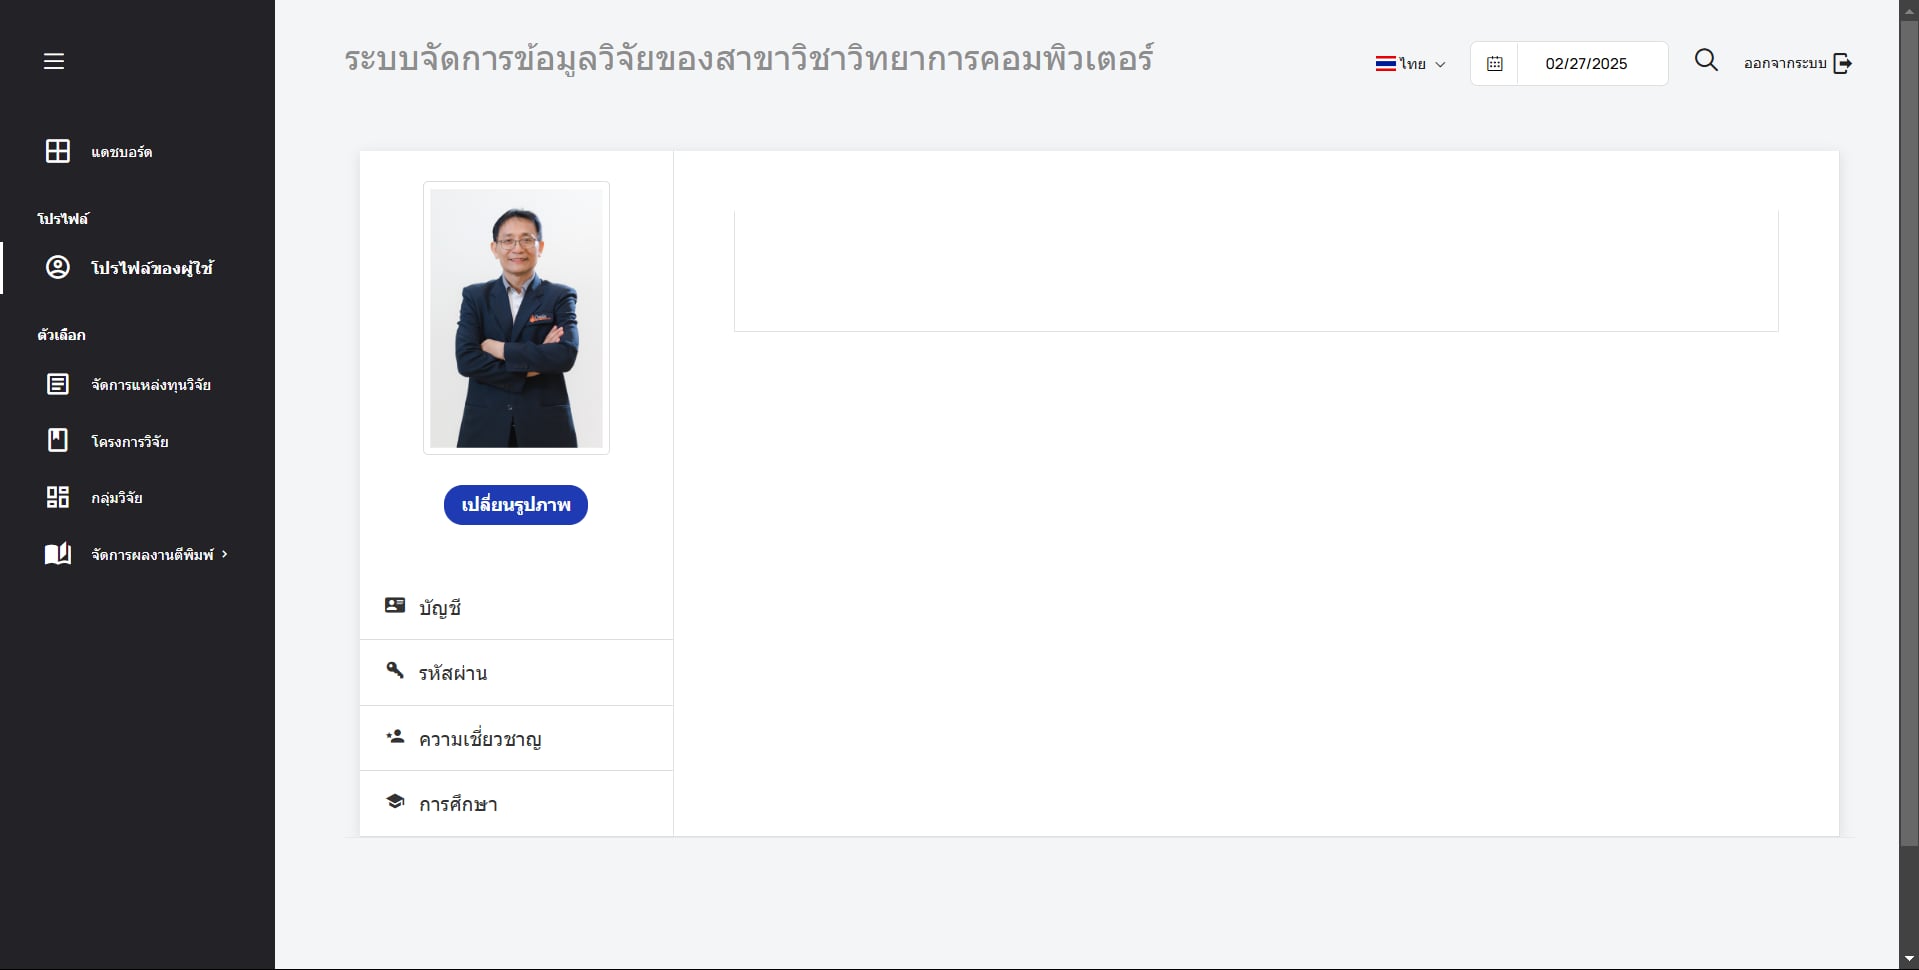 ระบบจัดการข้อมูลวิจัยของสาขาวิชาวิทยาการคอมพิวเตอร์
ไทย
02/27/2025
ออกจากระบบ
แดชบอร์ด
โปรไฟล์
โปรไฟล์ของผู้ใช้
ตัวเลือก
จัดการแหล่งทุนวิจัย
โครงการวิจัย
กลุ่มวิจัย
จัดการผลงานตีพิมพ์
เปลี่ยนรูปภาพ
บัญชี
รหัสผ่าน
ความเชี่ยวชาญ
การศึกษา